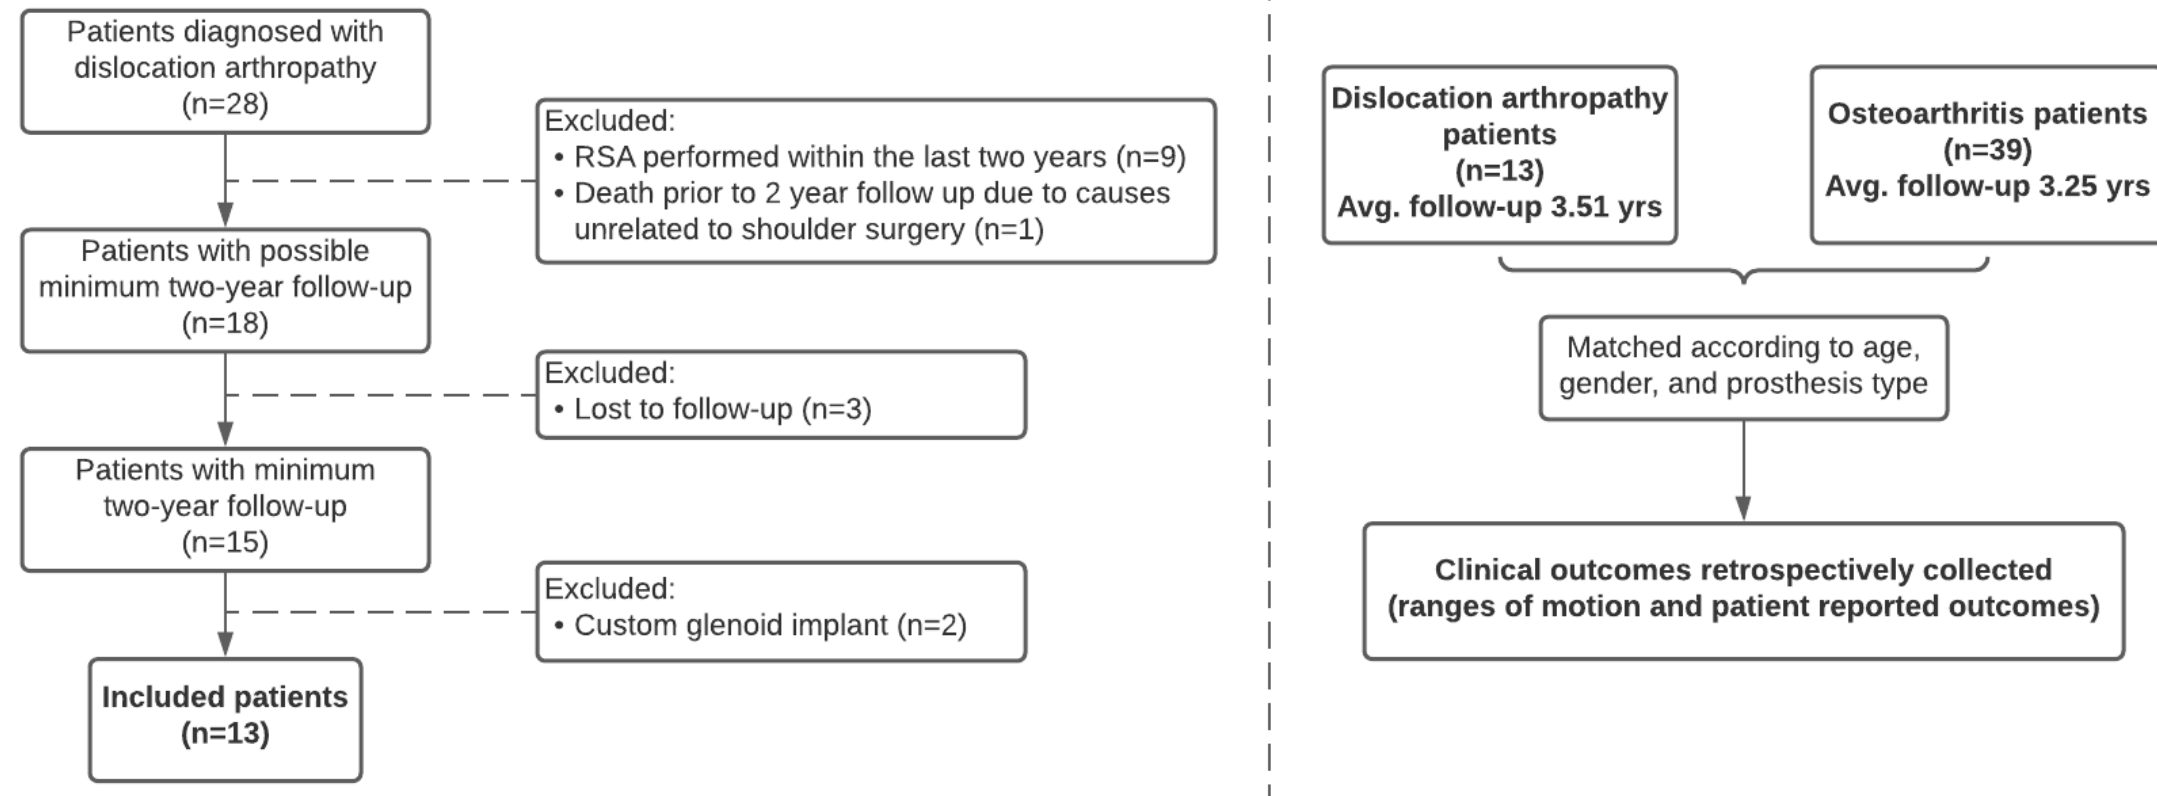 Patients diagnosed with
dislocation arthropathy
(n=28)
Excluded:
• RSA performed within the last two years (n=9)
• Death prior to 2 year follow up due to causes
unrelated to shoulder surgery (n=1)
Patients with possible
minimum two-year follow-up
(n=18)
Excluded:
• Lost to follow-up (n=3)
Patients with minimum
two-year follow-up
(n=15)
Excluded:
• Custom glenoid implant (n=2)
Included patients
(n=13)
Dislocation arthropathy
patients
(n=13)
Avg. follow-up 3.51 yrs
Osteoarthritis patients
(n=39)
Avg. follow-up 3.25 yrs
Matched according to age,
gender, and prosthesis type
Clinical outcomes retrospectively collected
(ranges of motion and patient reported outcomes)